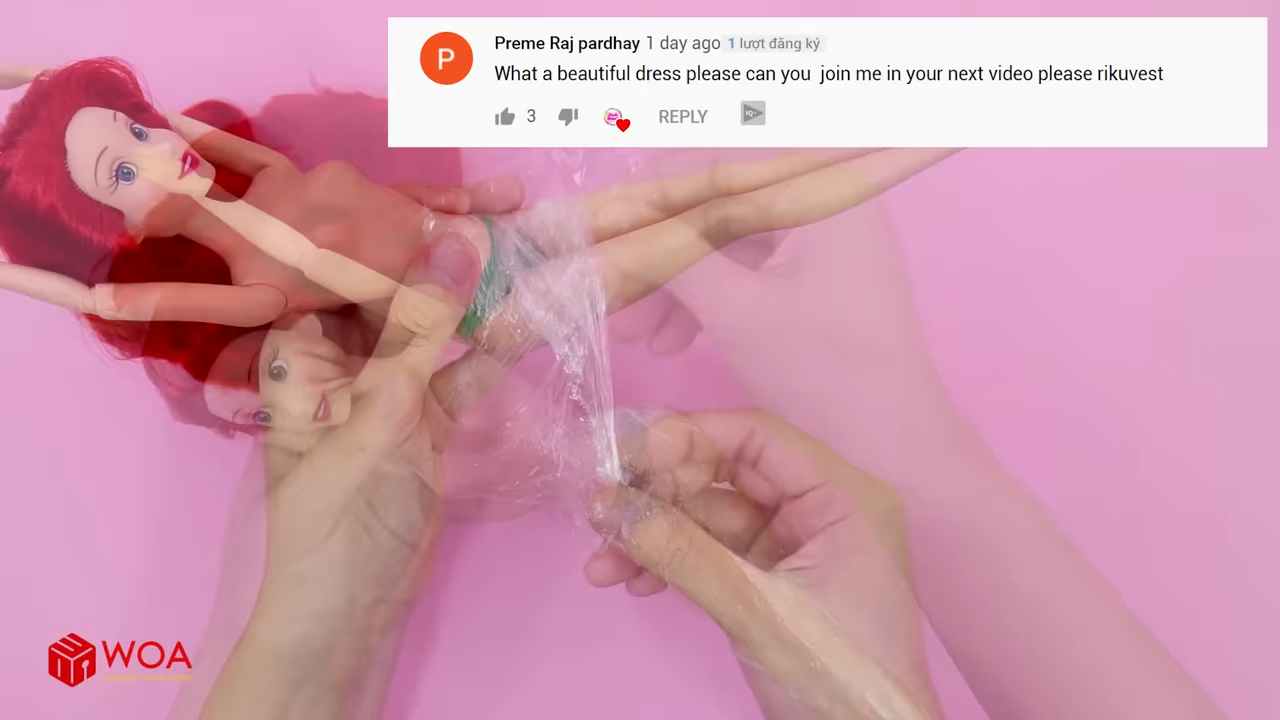 P
Preme Raj pardhay 1 day ago 1 lượt đăng ký
What a beautiful dress please can you join me in your next video please rikuvest
3 REPLY
WOA